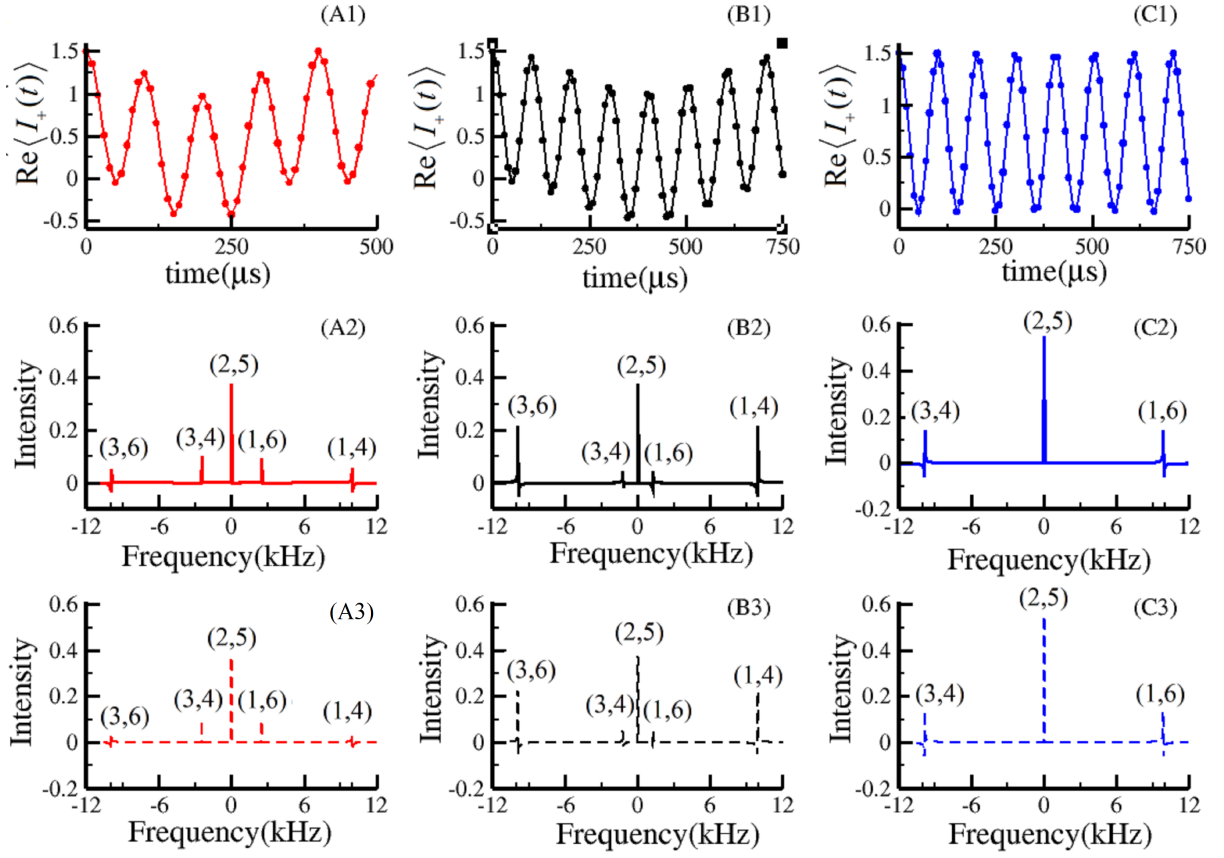 (A1)
Re⟨I₊(t)⟩
1.5
1
0.5
0
-0.5
0 250 500
time(μs)
(B1)
Re⟨I₊(t)⟩
1.5
1
0.5
0
-0.5
0 250 500 750
time(μs)
(C1)
Re⟨I₊(t)⟩
1.5
1
0.5
0
0 250 500 750
time(μs)
(A2)
Intensity
0.6
0.4
0.2
0
(3,6) (3,4) (2,5) (1,6) (1,4)
-12 -6 0 6 12
Frequency(kHz)
(B2)
Intensity
0.6
0.4
0.2
0
(3,6) (3,4) (2,5) (1,6) (1,4)
-12 -6 0 6 12
Frequency(kHz)
(C2)
Intensity
0.6
0.4
0.2
0
-0.2
(3,4) (2,5) (1,6)
-12 -6 0 6 12
Frequency(kHz)
(A3)
Intensity
0.6
0.4
0.2
0
-0.2
(3,6) (3,4) (2,5) (1,6) (1,4)
-12 -6 0 6 12
Frequency(kHz)
(B3)
Intensity
0.6
0.4
0.2
0
-0.2
(3,6) (3,4) (2,5) (1,6) (1,4)
-12 -6 0 6 12
Frequency(kHz)
(C3)
Intensity
0.6
0.4
0.2
0
-0.2
(3,4) (2,5) (1,6)
-12 -6 0 6 12
Frequency(kHz)